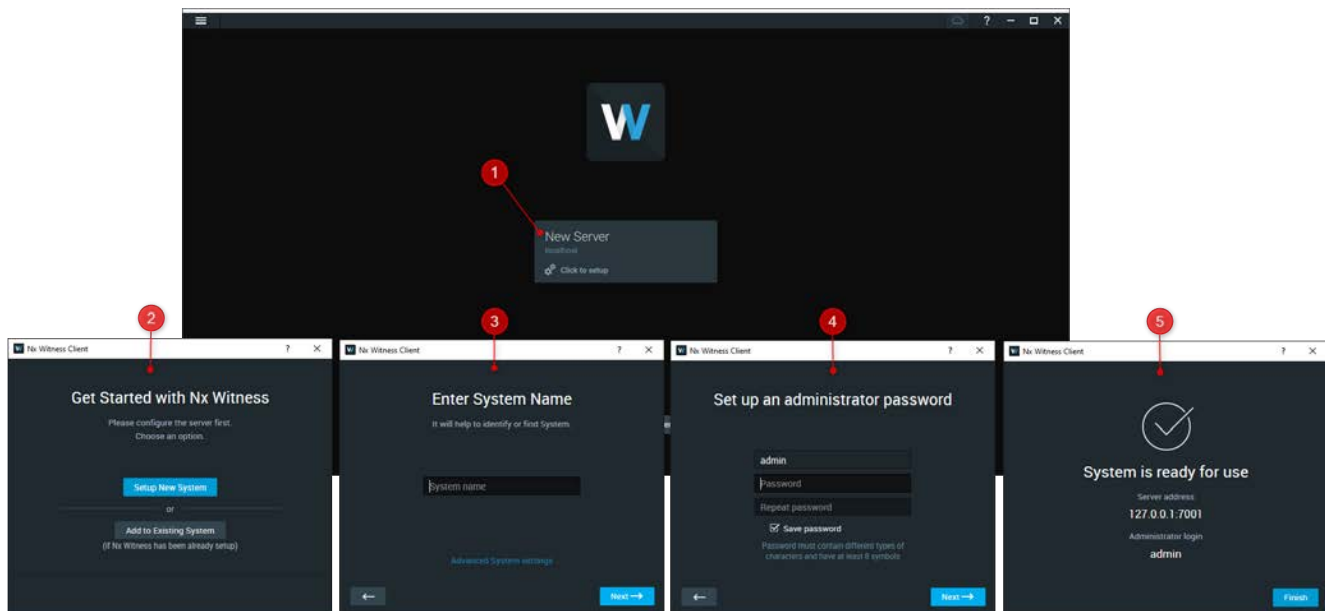 ?
W
1
New Server
localhost
Click to setup
2
Nx Witness Client
?
Get Started with Nx Witness
Please configure the server first.
Choose an option.
Setup New System
or
Add to Existing System
(if Nx Witness has been already setup)
3
Nx Witness Client
?
Enter System Name
It will help to identify or find System
System name
Advanced System settings
Next
4
Nx Witness Client
?
Set up an administrator password
admin
Password
Repeat password
Save password
Password must contain different types of
characters and have at least 8 symbols
Next
5
Nx Witness Client
?
System is ready for use
Server address
127.0.0.1:7001
Administrator login
admin
Finish